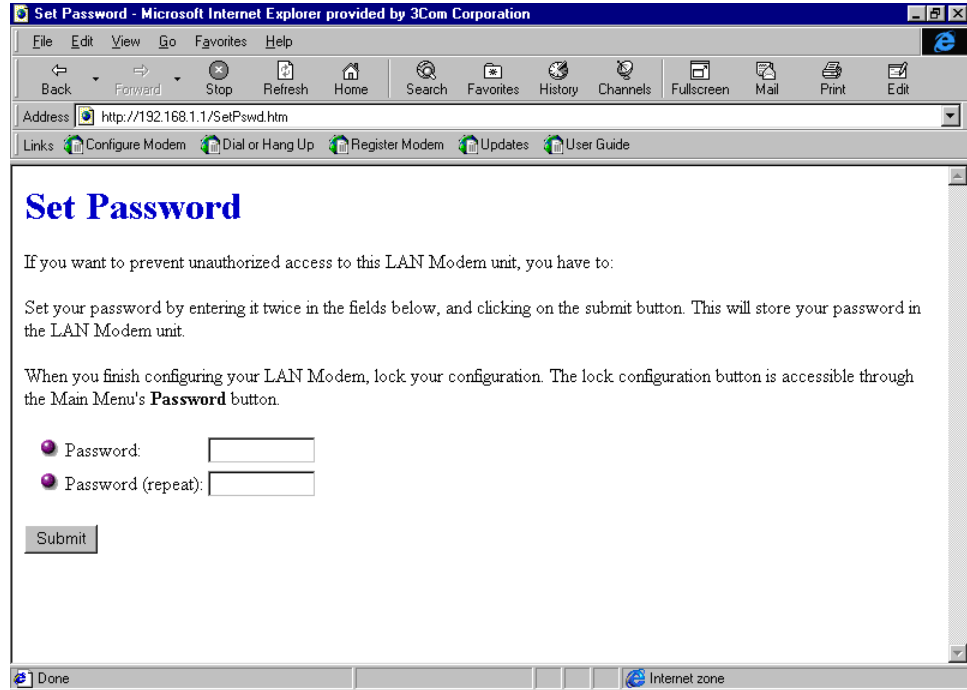 Set Password - Microsoft Internet Explorer provided by 3Com Corporation
File Edit View Go Favorites Help
Back Forward Stop Refresh Home Search Favorites History Channels Fullscreen Mail Print Edit
Address http://192.168.1.1/SetPswd.htm
Links Configure Modem Dial or Hang Up Register Modem Updates User Guide
Set Password
If you want to prevent unauthorized access to this LAN Modem unit, you have to:
Set your password by entering it twice in the fields below, and clicking on the submit button. This will store your password in
the LAN Modem unit.
When you finish configuring your LAN Modem, lock your configuration. The lock configuration button is accessible through
the Main Menu's Password button.
Password:
Password (repeat):
Submit
Done Internet zone